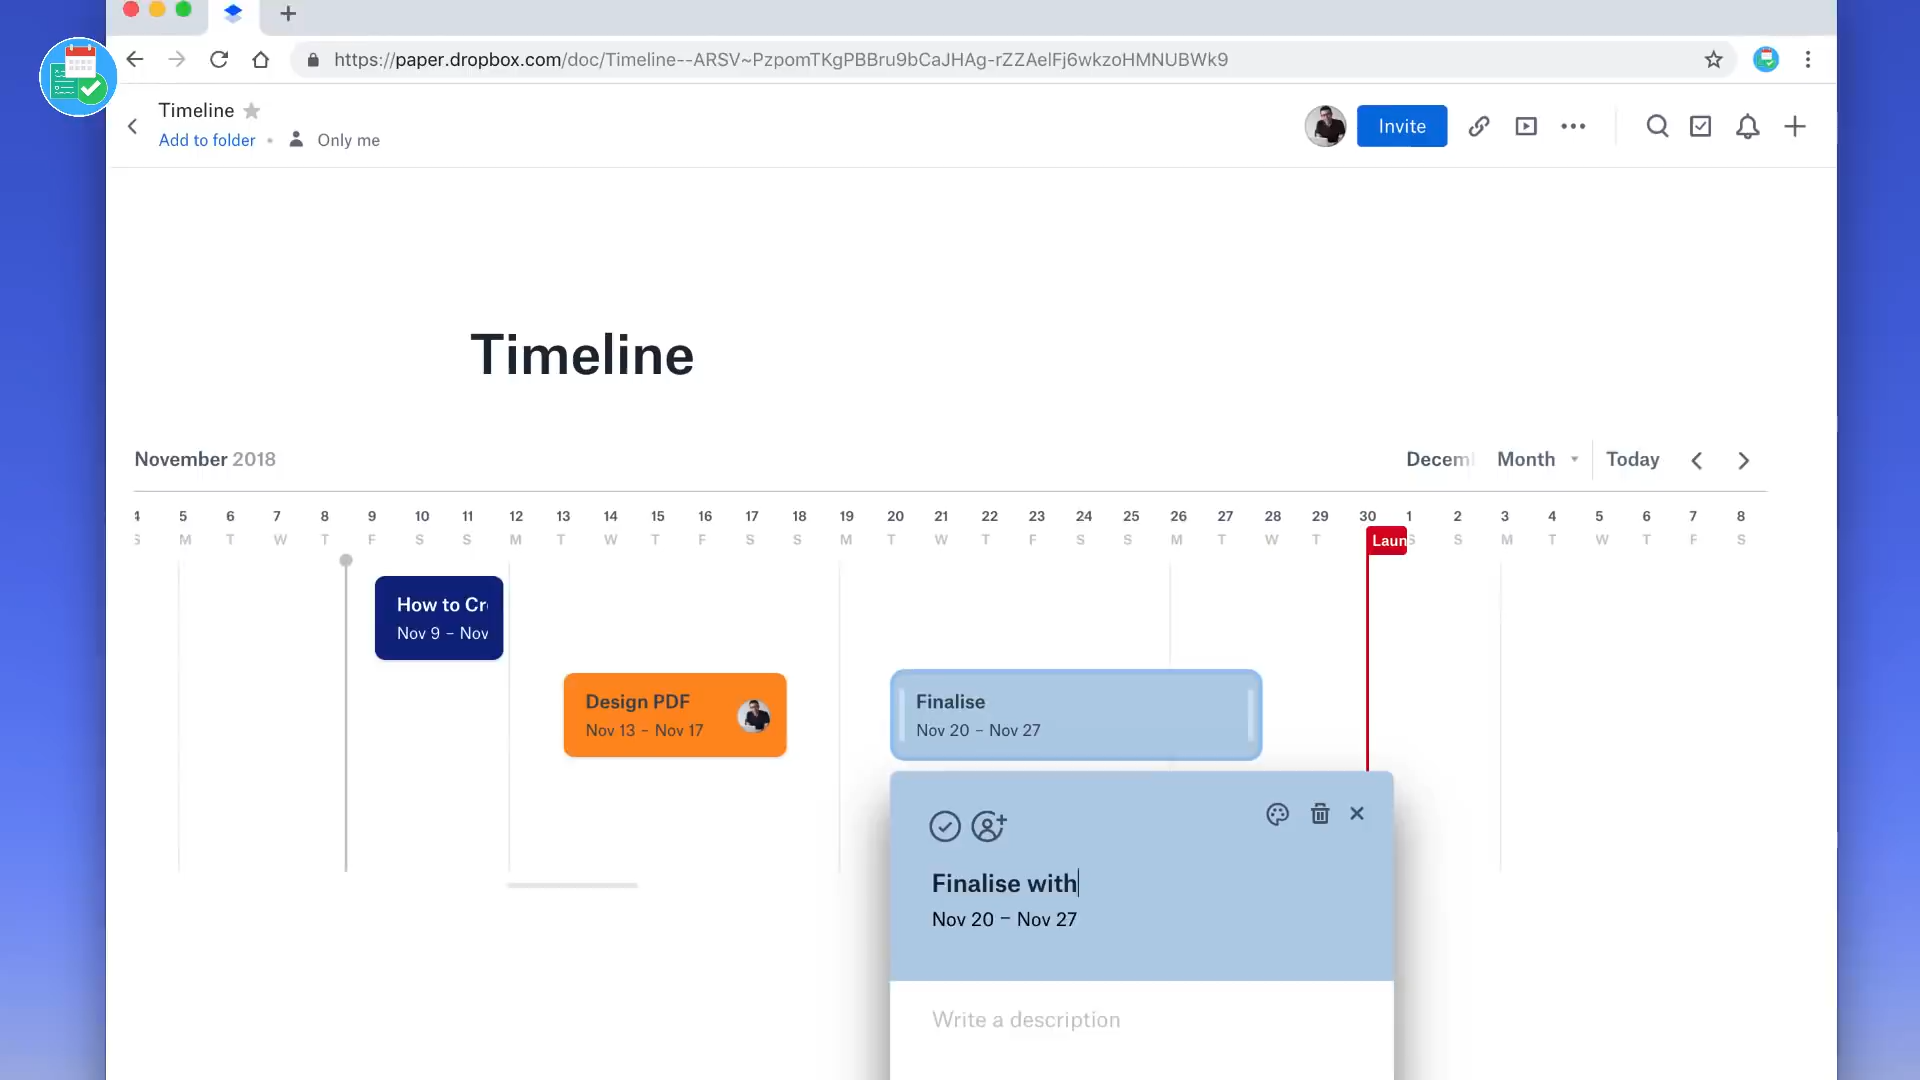 https://paper.dropbox.com/doc/Timeline--ARSV~PzpomTKgPBBru9bCaJHAg-rZZAelFj6wkzoHMNUBWk9
Timeline
Add to folder • Only me
Invite
Timeline
November 2018 Decem Month Today
4 5 6 7 8 9 10 11 12 13 14 15 16 17 18 19 20 21 22 23 24 25 26 27 28 29 30 1 2 3 4 5 6 7 8
S M T W T F S S M T W T F S S M T W T F S S M T W T S S M T W T F S
Laun
How to Cr
Nov 9 – Nov
Design PDF
Nov 13 – Nov 17
Finalise
Nov 20 – Nov 27
Finalise with
Nov 20 – Nov 27
Write a description